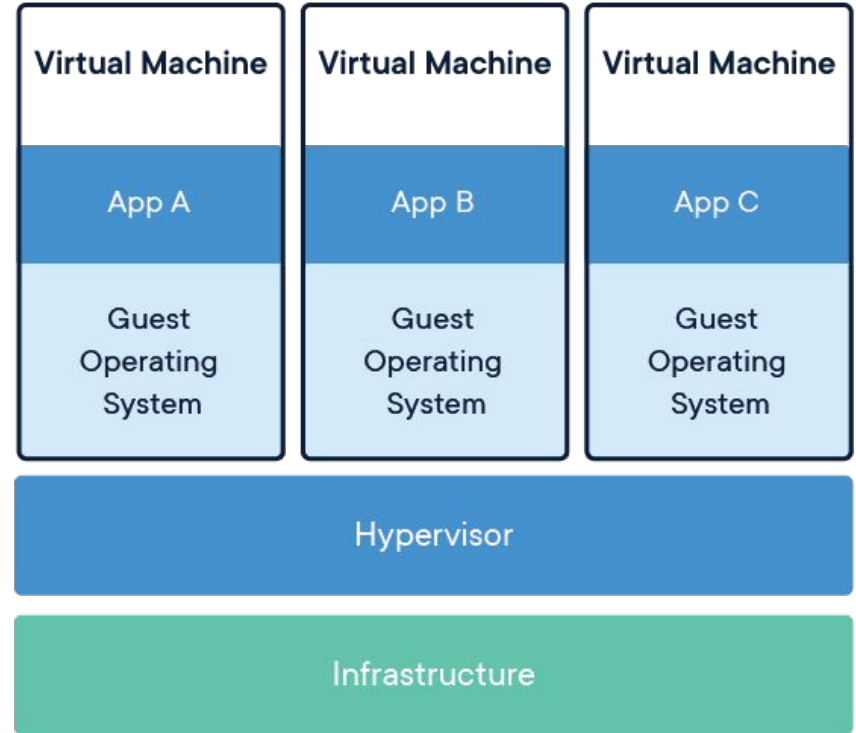 Virtual Machine
Virtual Machine
Virtual Machine
App A
App B
App C
Guest
Operating
System
Guest
Operating
System
Guest
Operating
System
Hypervisor
Infrastructure